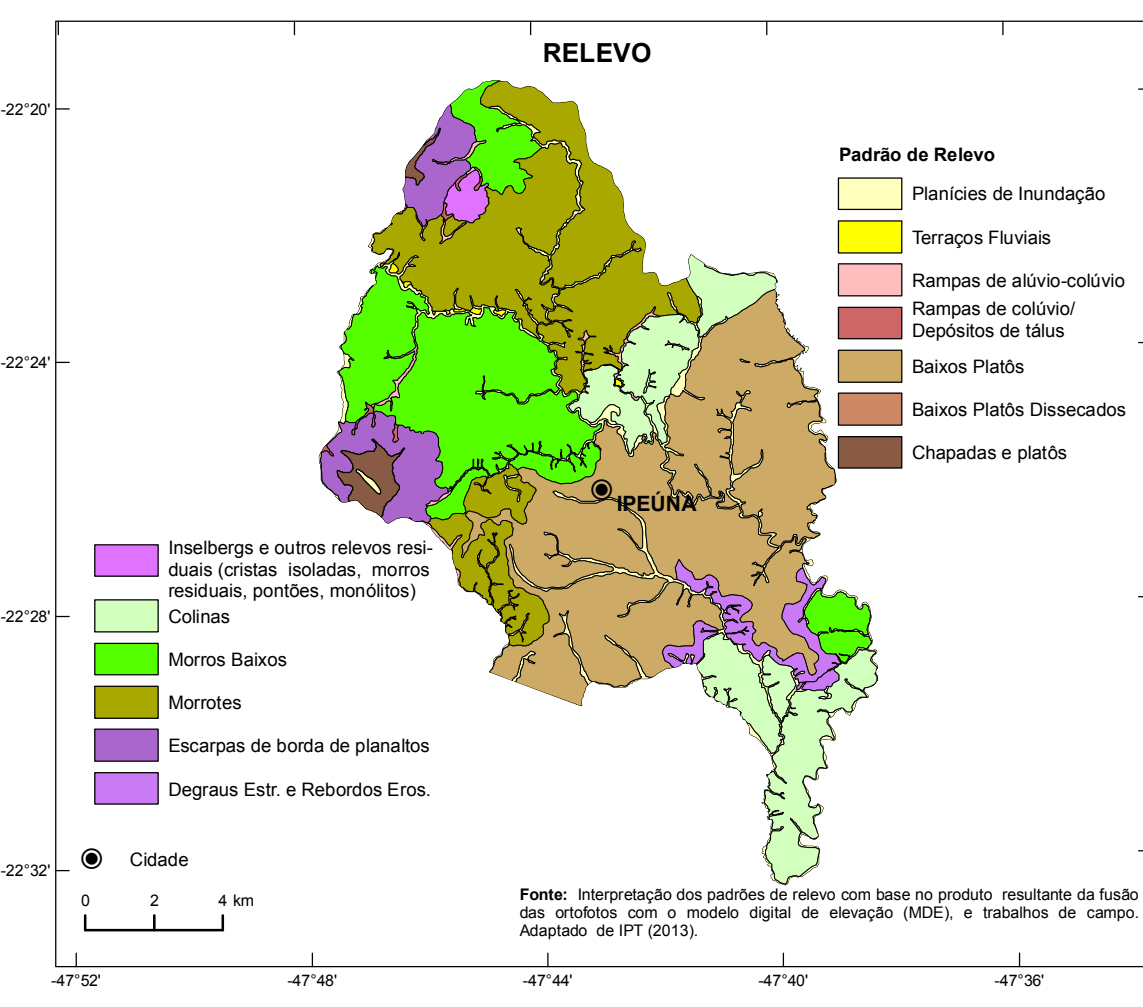 RELEVO
-22°20'
-22°24'
-22°28'
-22°32'
Padrão de Relevo
Planícies de Inundação
Terraços Fluviais
Rampas de alúvio-colúvio
Rampas de colúvio/
Depósitos de tálus
Baixos Platôs
Baixos Platôs Dissecados
Chapadas e platôs
IPEÚNA
Inselbergs e outros relevos resi-
duais (cristas isoladas, morros
residuais, pontões, monólitos)
Colinas
Morros Baixos
Morrotes
Escarpas de borda de planaltos
Degraus Estr. e Rebordos Eros.
Cidade
0 2 4 km
Fonte: Interpretação dos padrões de relevo com base no produto resultante da fusão
das ortofotos com o modelo digital de elevação (MDE), e trabalhos de campo.
Adaptado de IPT (2013).
-47°52' -47°48' -47°44' -47°40' -47°36'